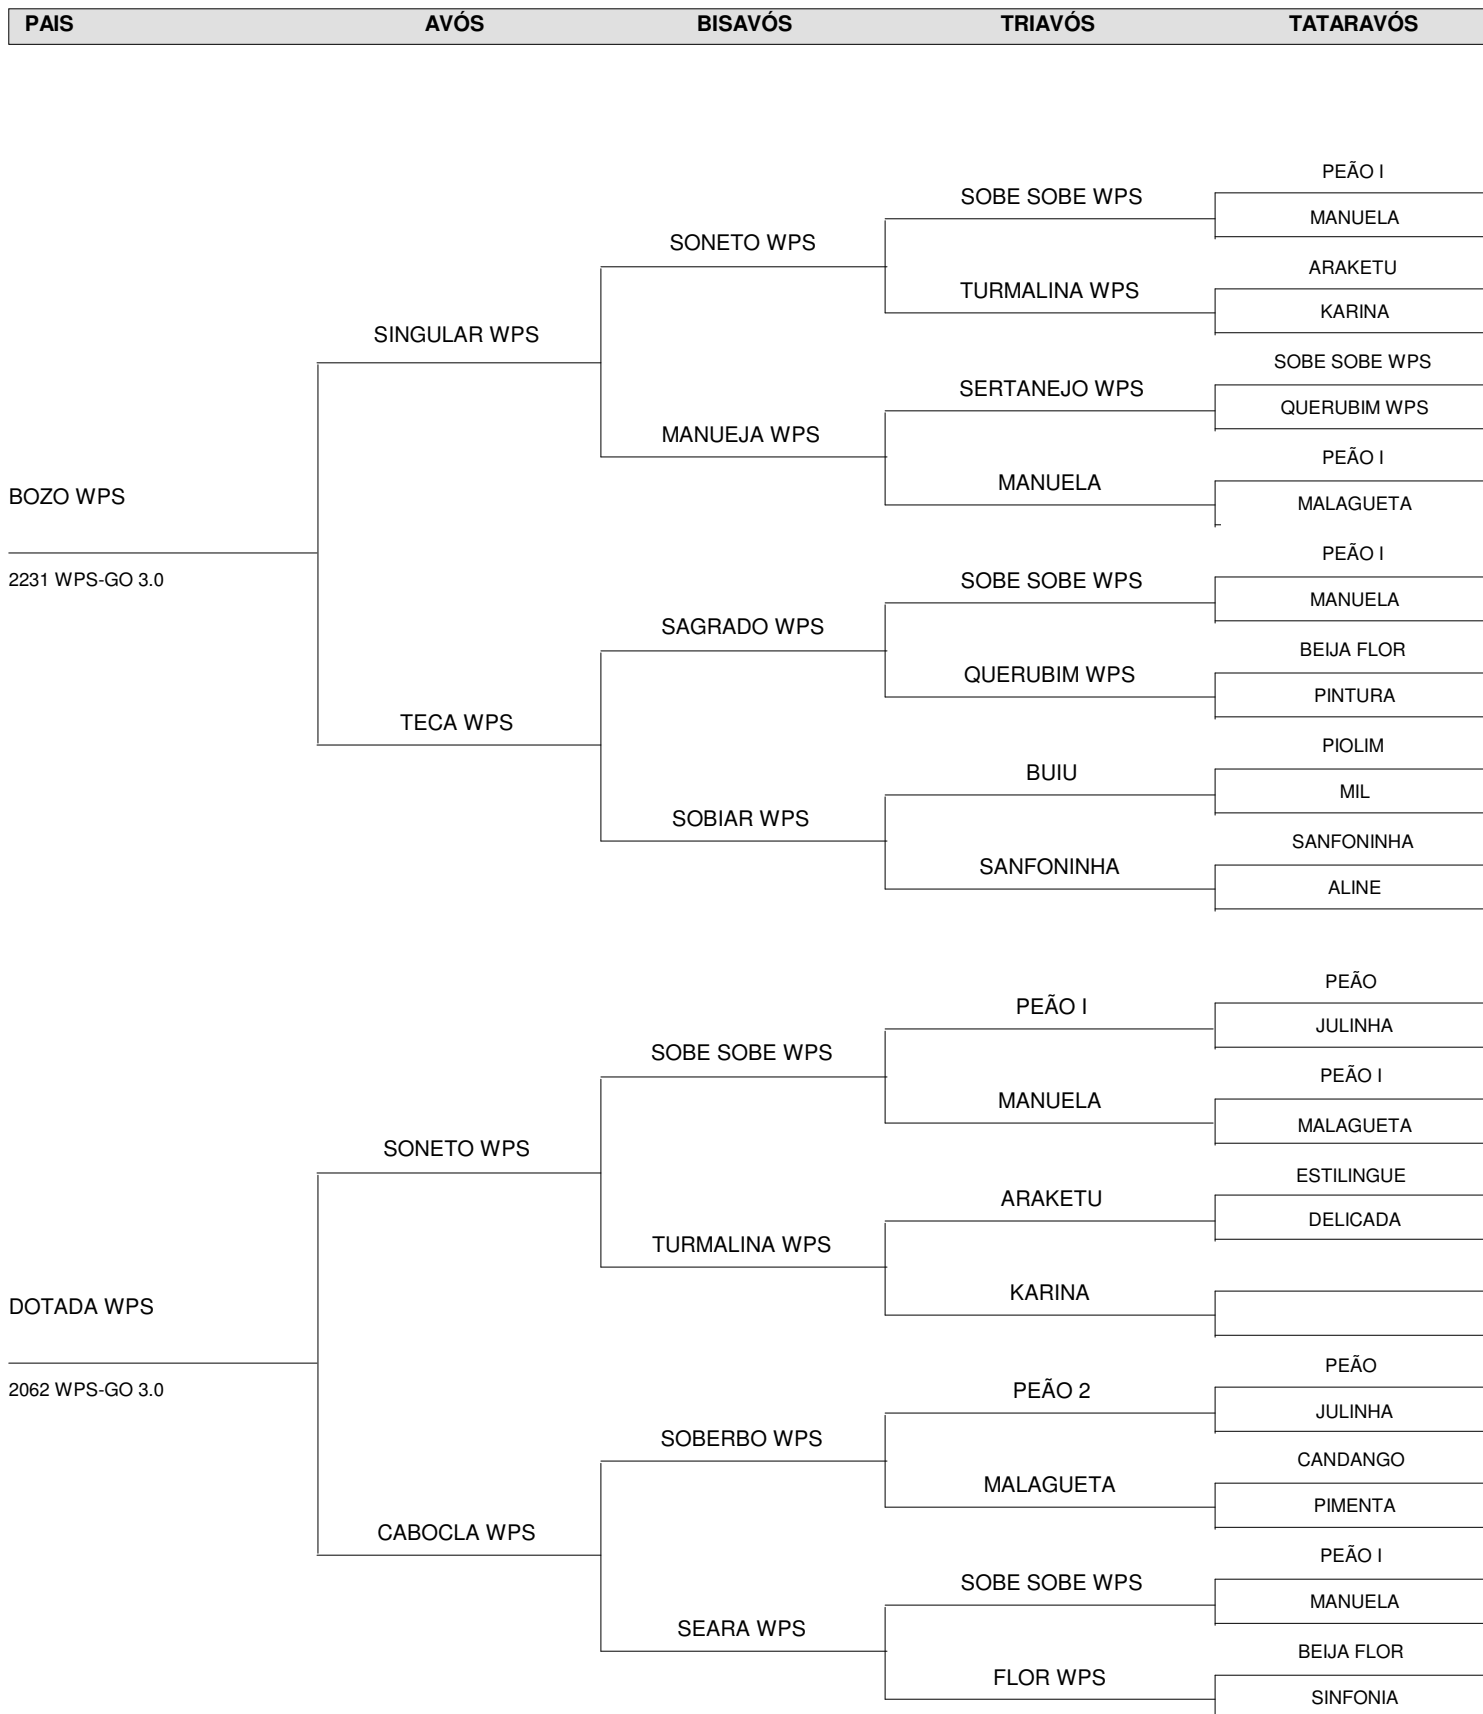 PAIS AVÓS BISAVÓS TRIAVÓS TATARAVÓS
PEÃO I
SOBE SOBE WPS
MANUELA
SONETO WPS
ARAKETU
TURMALINA WPS
KARINA
SINGULAR WPS
SOBE SOBE WPS
SERTANEJO WPS
QUERUBIM WPS
MANUEJA WPS
PEÃO I
MANUELA
MALAGUETA
BOZO WPS
PEÃO I
2231 WPS-GO 3.0
SOBE SOBE WPS
MANUELA
SAGRADO WPS
BEIJA FLOR
QUERUBIM WPS
PINTURA
TECA WPS
PIOLIM
BUIU
MIL
SOBIAR WPS
SANFONINHA
SANFONINHA
ALINE
PEÃO
PEÃO I
JULINHA
SOBE SOBE WPS
PEÃO I
MANUELA
MALAGUETA
SONETO WPS
ESTILINGUE
ARAKETU
DELICADA
TURMALINA WPS
KARINA
DOTADA WPS
PEÃO
2062 WPS-GO 3.0
PEÃO 2
JULINHA
SOBERBO WPS
CANDANGO
MALAGUETA
PIMENTA
CABOCLA WPS
PEÃO I
SOBE SOBE WPS
MANUELA
SEARA WPS
BEIJA FLOR
FLOR WPS
SINFONIA